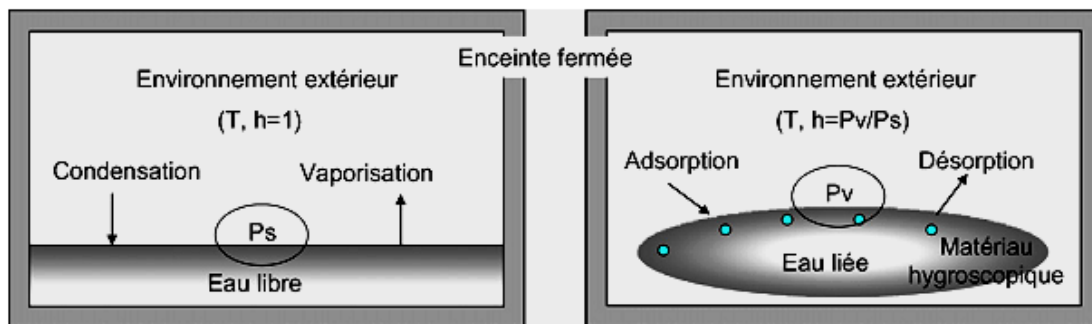 Enceinte fermée
Environnement extérieur
(T, h=1)
Condensation
Vaporisation
Ps
Eau libre
Environnement extérieur
(T, h=Pv/Ps)
Adsorption
Désorption
Pv
Eau liée
Matériau
hygroscopique